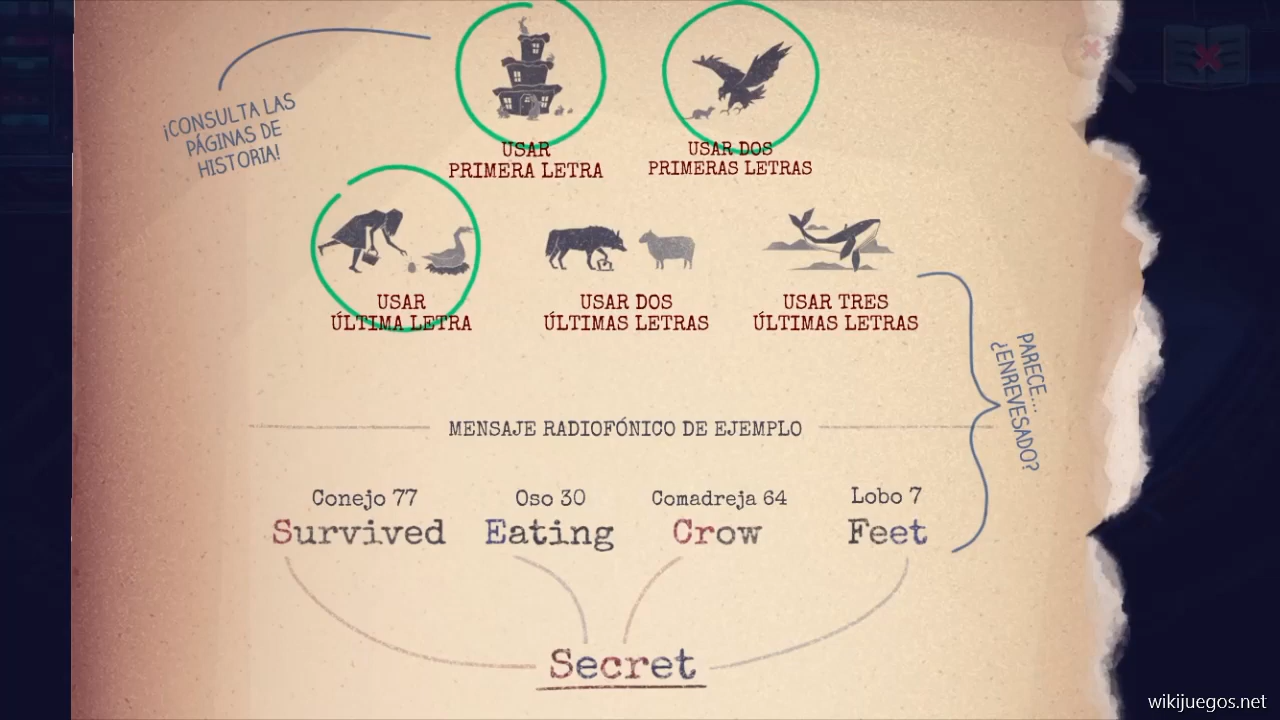 ¡CONSULTA LAS
PÁGINAS DE
HISTORIA!
USAR
PRIMERA LETRA
USAR DOS
PRIMERAS LETRAS
USAR
ÚLTIMA LETRA
USAR DOS
ÚLTIMAS LETRAS
USAR TRES
ÚLTIMAS LETRAS
PARECE...
¿ENREVESADO?
MENSAJE RADIOFÓNICO DE EJEMPLO
Conejo 77
Oso 30
Comadreja 64
Lobo 7
Survived
Eating
Crow
Feet
Secret
wikijuegos.net